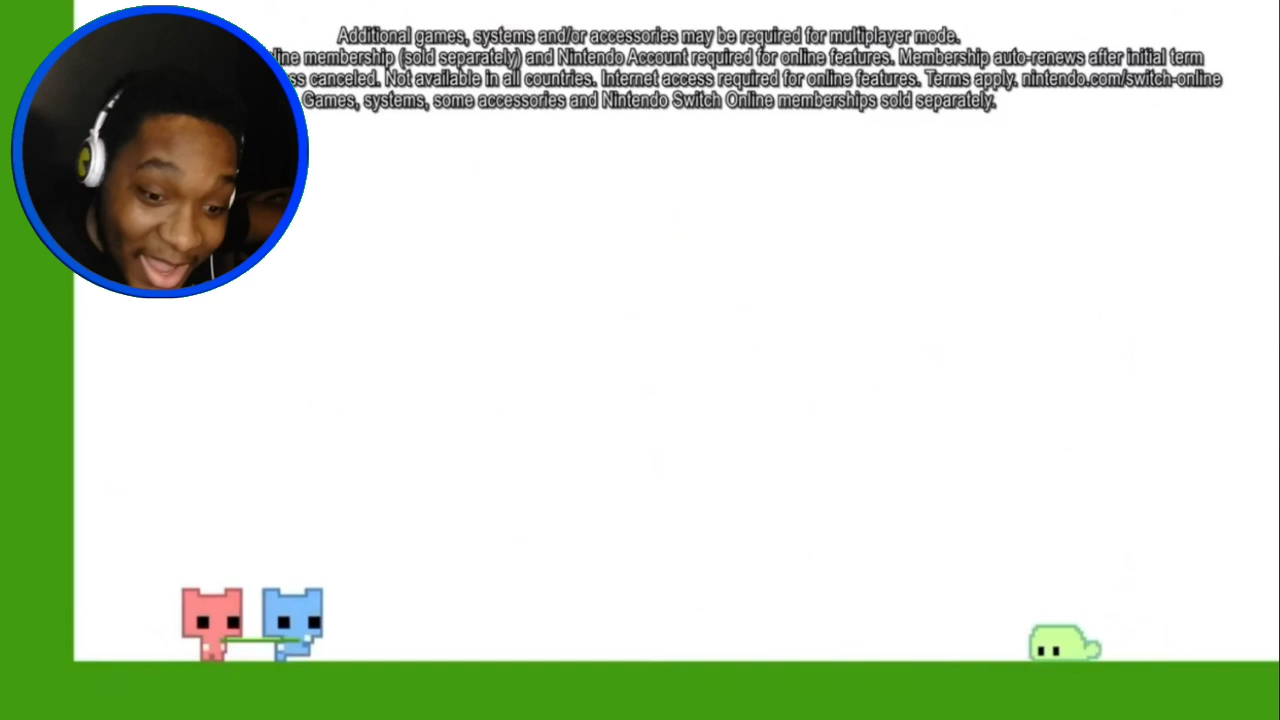 Additional games, systems and/or accessories may be required for multiplayer mode.
membership (sold separately) and Nintendo Account required for online features. Membership auto-renews after initial term
canceled. Not available in all countries. Internet access required for online features. Terms apply. nintendo.com/switch-online
Games, systems, some accessories and Nintendo Switch Online memberships sold separately.